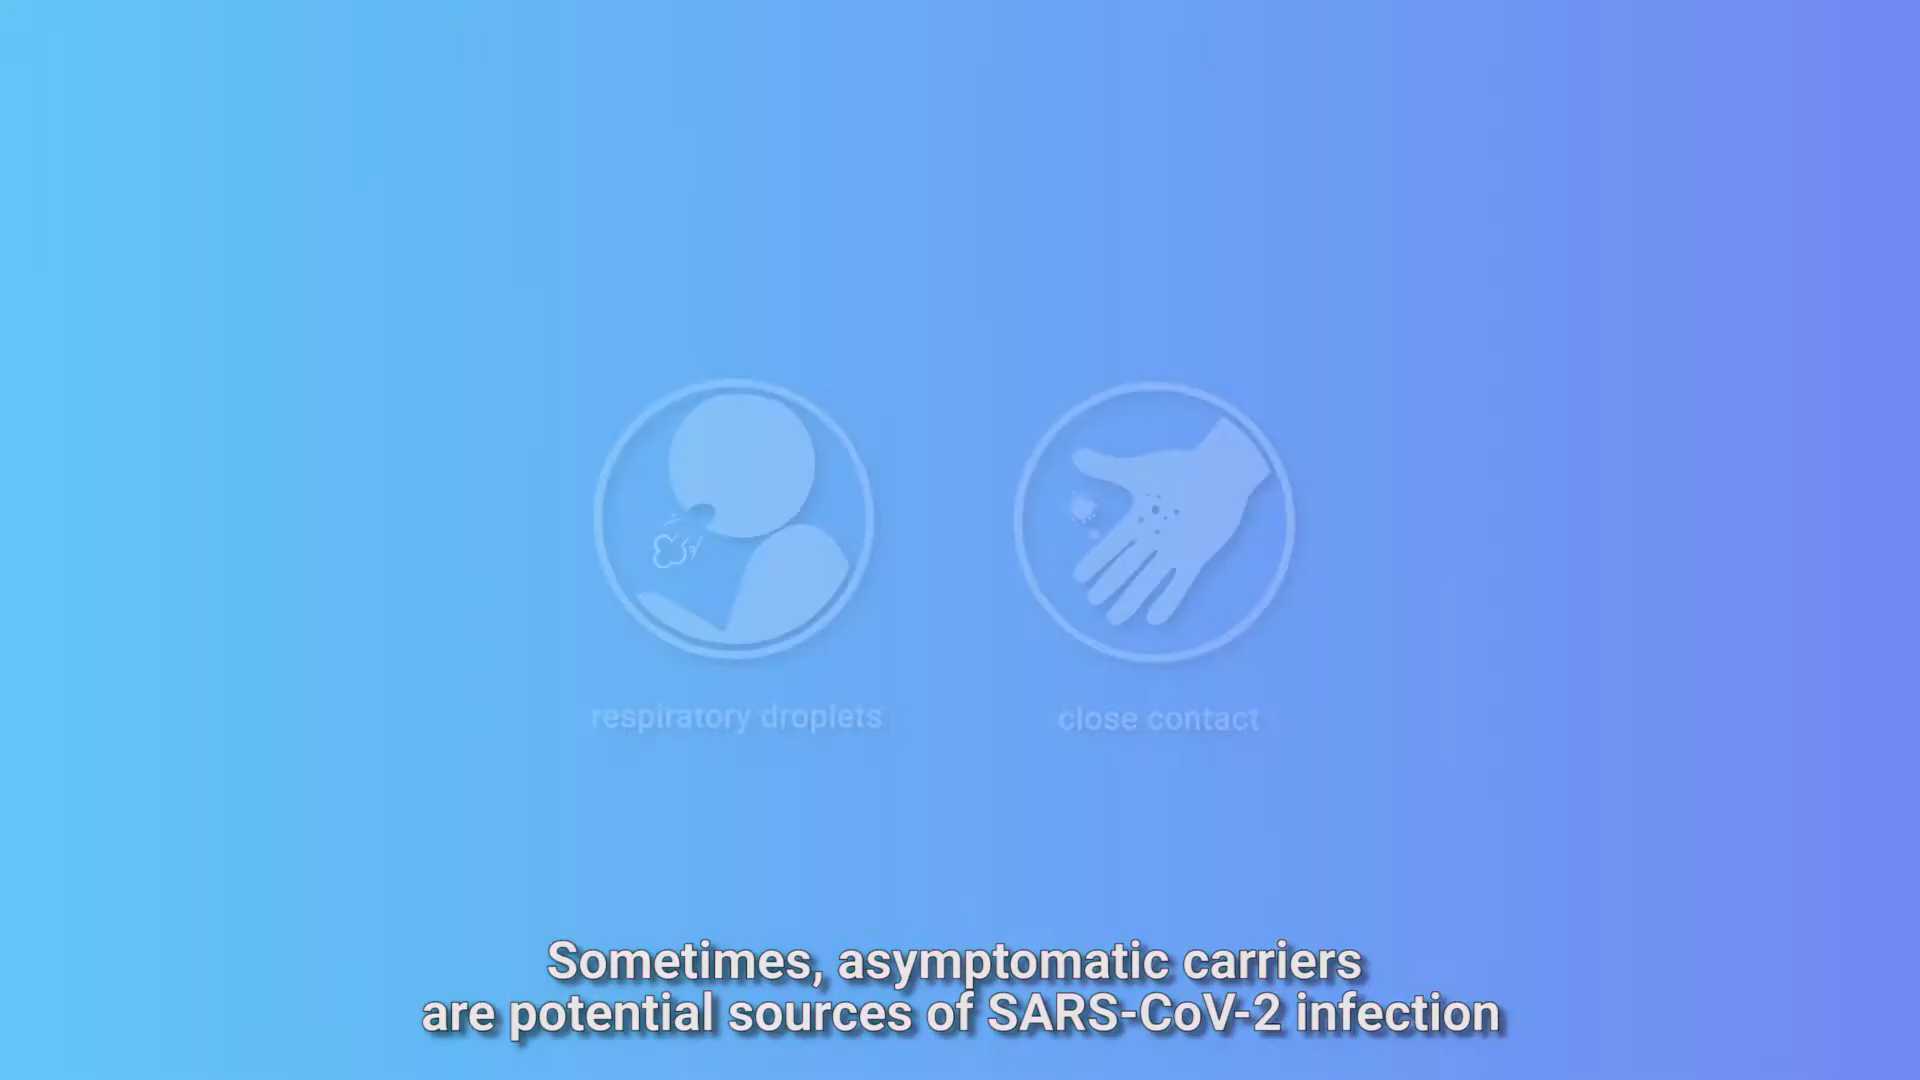 respiratory droplets
close contact
Sometimes, asymptomatic carriers
are potential sources of SARS-CoV-2 infection